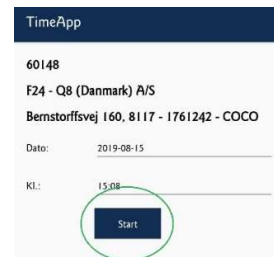 TimeApp
60148
F24 - Q8 (Danmark) A/S
Bernstorffsvej 160, 8117 - 1761242 - COCO
Dato: 2019-08-15
Kl.: 15:08
Start